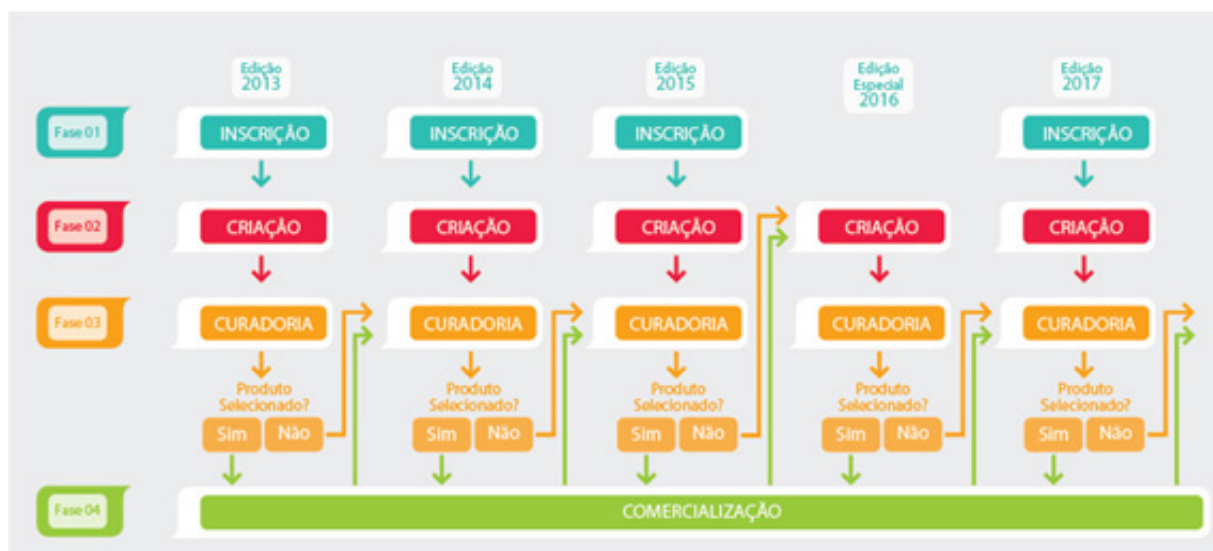 Edição
2013
Edição
2014
Edição
2015
Edição
Especial
2016
Edição
2017
Fase 01
INSCRIÇÃO
INSCRIÇÃO
INSCRIÇÃO
INSCRIÇÃO
Fase 02
CRIAÇÃO
CRIAÇÃO
CRIAÇÃO
CRIAÇÃO
CRIAÇÃO
Fase 03
CURADORIA
CURADORIA
CURADORIA
CURADORIA
CURADORIA
Produto
Selecionado?
Sim Não
Produto
Selecionado?
Sim Não
Produto
Selecionado?
Sim Não
Produto
Selecionado?
Sim Não
Produto
Selecionado?
Sim Não
Fase 04
COMERCIALIZAÇÃO